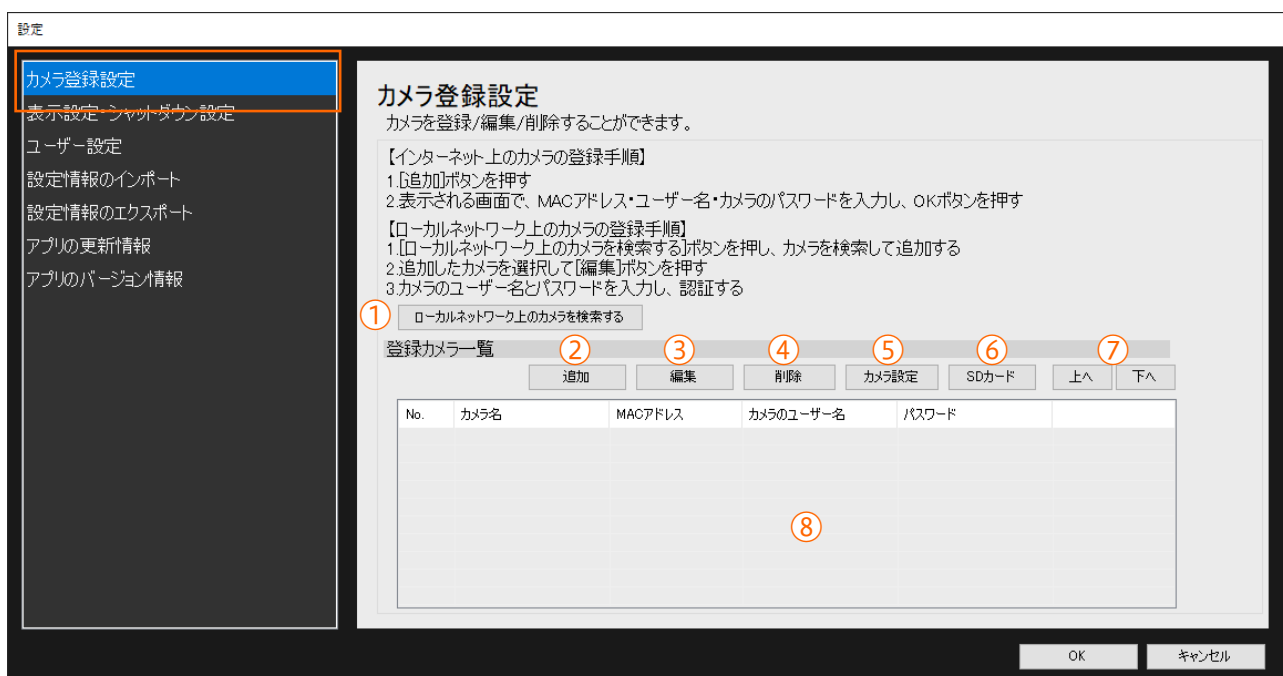 設定
カメラ登録設定
表示設定・シャットダウン設定
ユーザー設定
設定情報のインポート
設定情報のエクスポート
アプリの更新情報
アプリのバージョン情報
カメラ登録設定
カメラを登録/編集/削除することができます。
【インターネット上のカメラの登録手順】
1.[追加]ボタンを押す
2.表示される画面で、MACアドレス・ユーザー名・カメラのパスワードを入力し、OKボタンを押す
【ローカルネットワーク上のカメラの登録手順】
1.[ローカルネットワーク上のカメラを検索する]ボタンを押し、カメラを検索して追加する
2.追加したカメラを選択して[編集]ボタンを押す
3.カメラのユーザー名とパスワードを入力し、認証する
① ローカルネットワーク上のカメラを検索する
登録カメラ一覧 ② ③ ④ ⑤ ⑥ ⑦
追加 編集 削除 カメラ設定 SDカード 上へ 下へ
No. カメラ名 MACアドレス カメラのユーザー名 パスワード
⑧
OK キャンセル